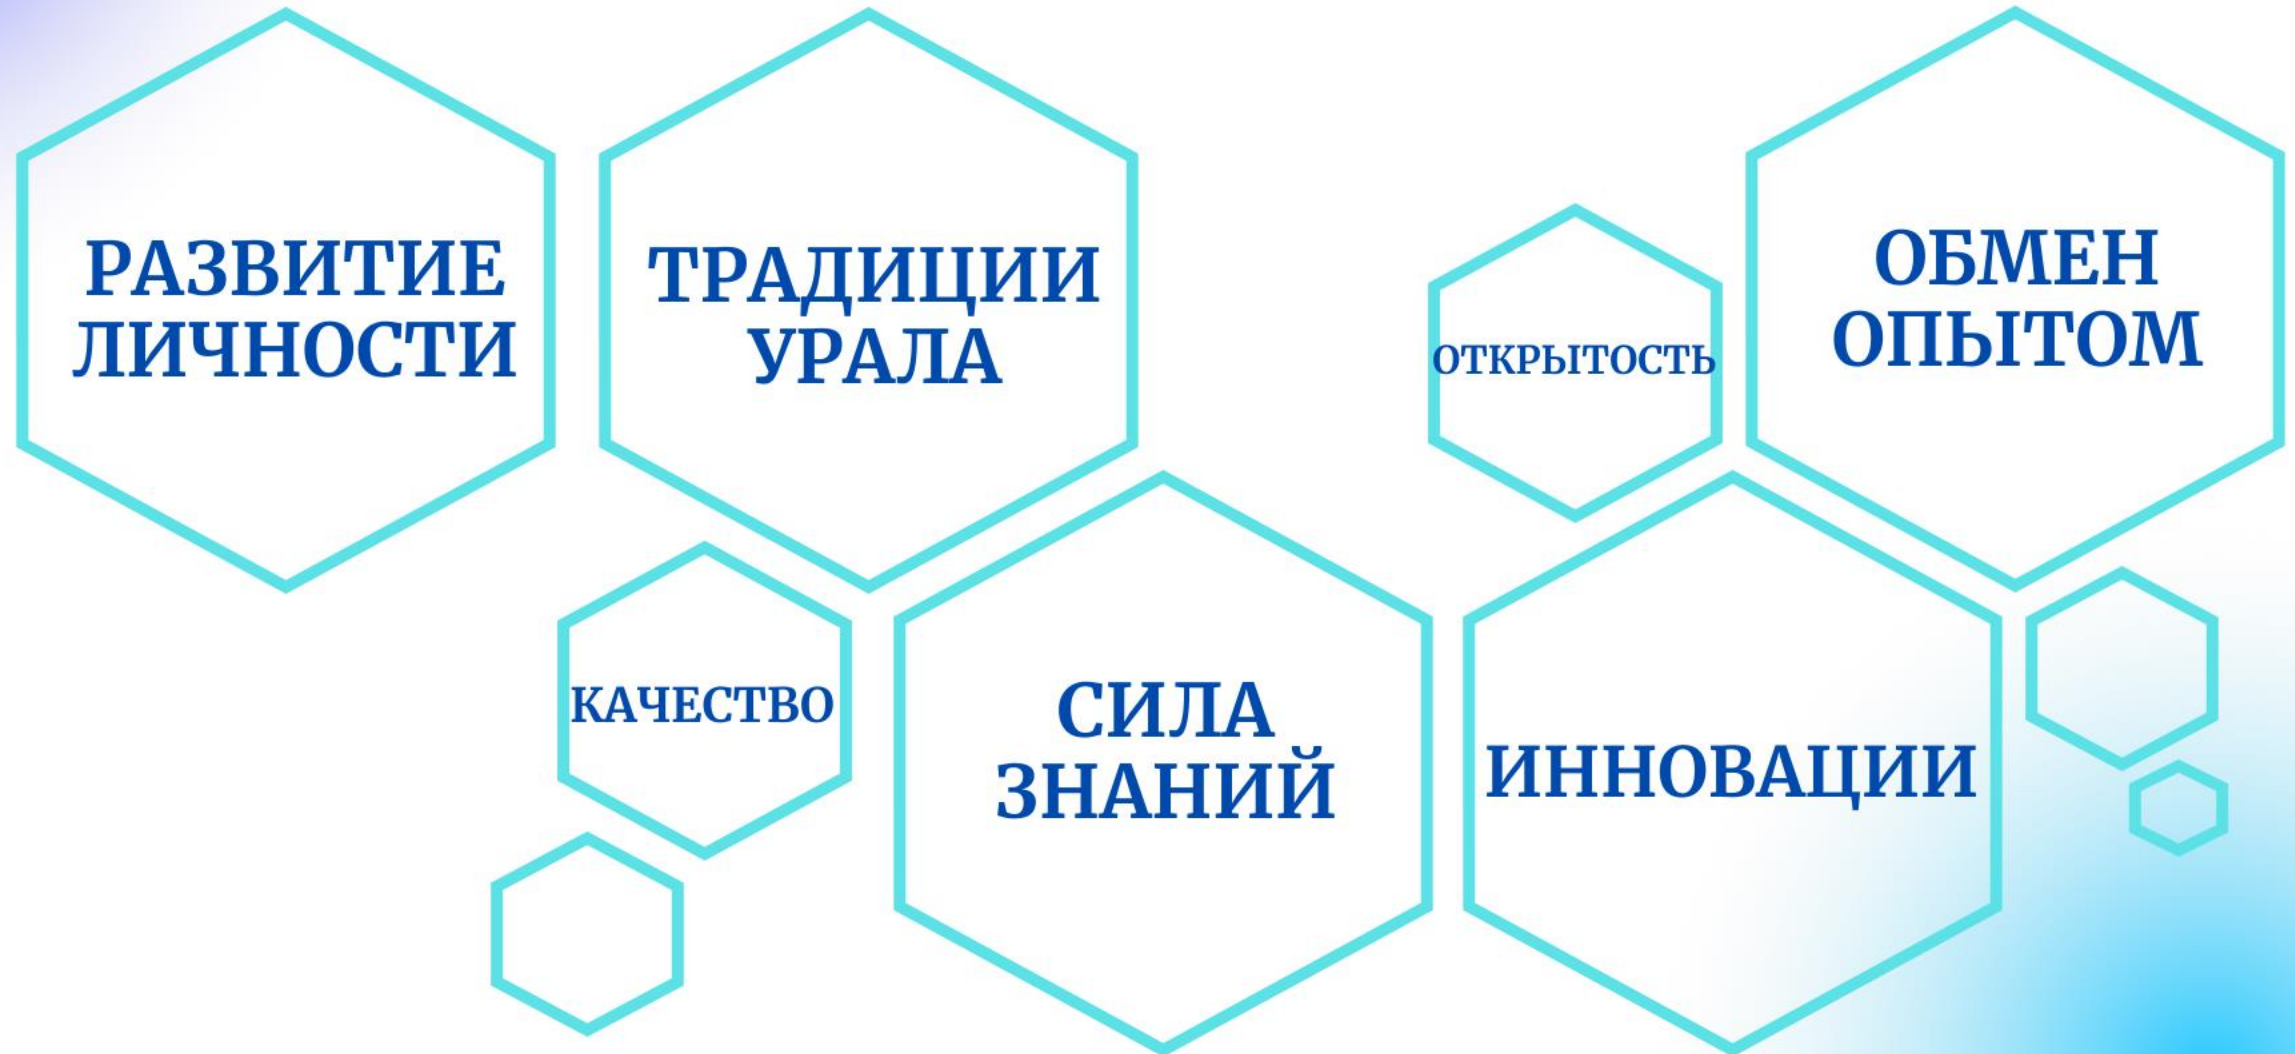 РАЗВИТИЕ
ЛИЧНОСТИ
ТРАДИЦИИ
УРАЛА
ОТКРЫТОСТЬ
ОБМЕН
ОПЫТОМ
КАЧЕСТВО
СИЛА
ЗНАНИЙ
ИННОВАЦИИ